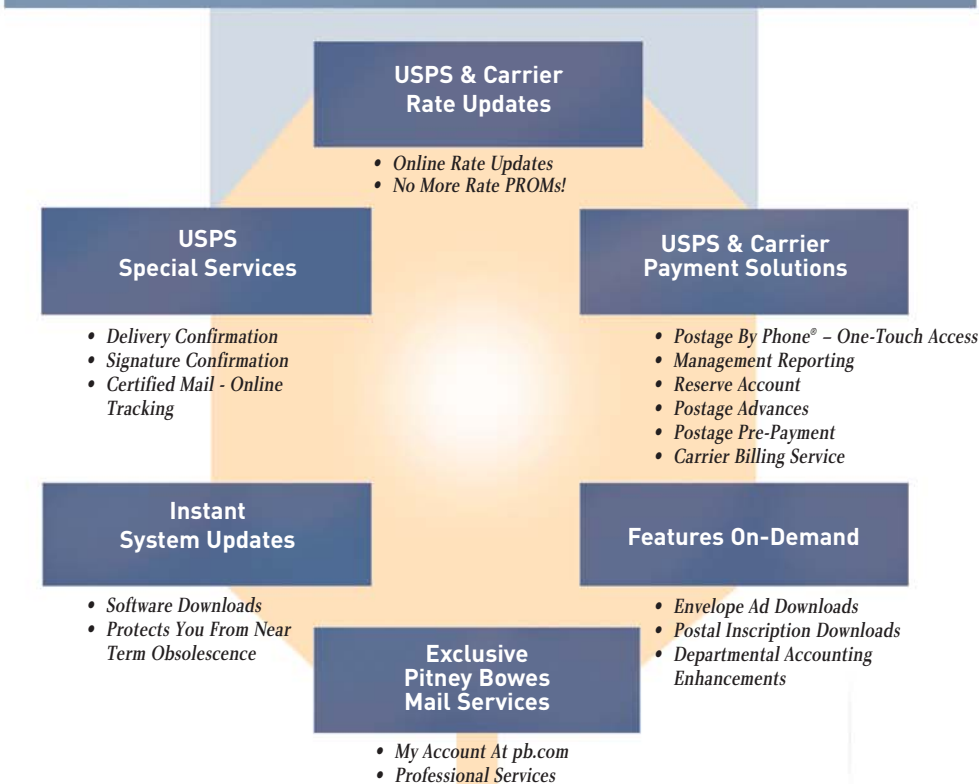 USPS & Carrier
Rate Updates
• Online Rate Updates
• No More Rate PROMs!
USPS
Special Services
• Delivery Confirmation
• Signature Confirmation
• Certified Mail - Online
Tracking
USPS & Carrier
Payment Solutions
• Postage By Phone® – One-Touch Access
• Management Reporting
• Reserve Account
• Postage Advances
• Postage Pre-Payment
• Carrier Billing Service
Instant
System Updates
• Software Downloads
• Protects You From Near
Term Obsolescence
Features On-Demand
• Envelope Ad Downloads
• Postal Inscription Downloads
• Departmental Accounting
Enhancements
Exclusive
Pitney Bowes
Mail Services
• My Account At pb.com
• Professional Services